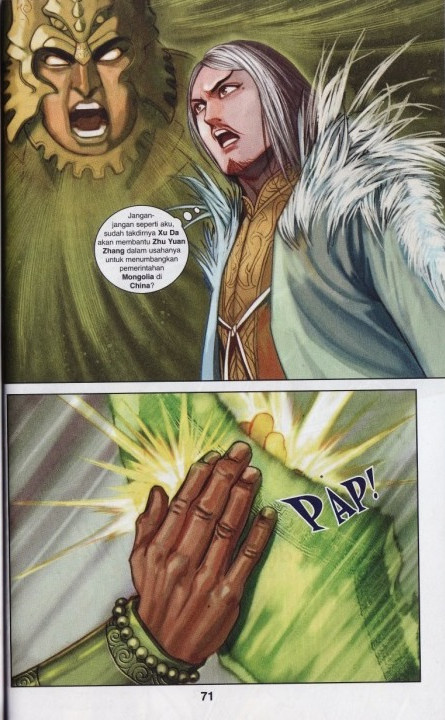 Jangan-
jangan seperti aku,
sudah takdirnya Xu Da
akan membantu Zhu Yuan
Zhang dalam usahanya
untuk menumbangkan
pemerintahan
Mongolia di
China?
PAP!
71